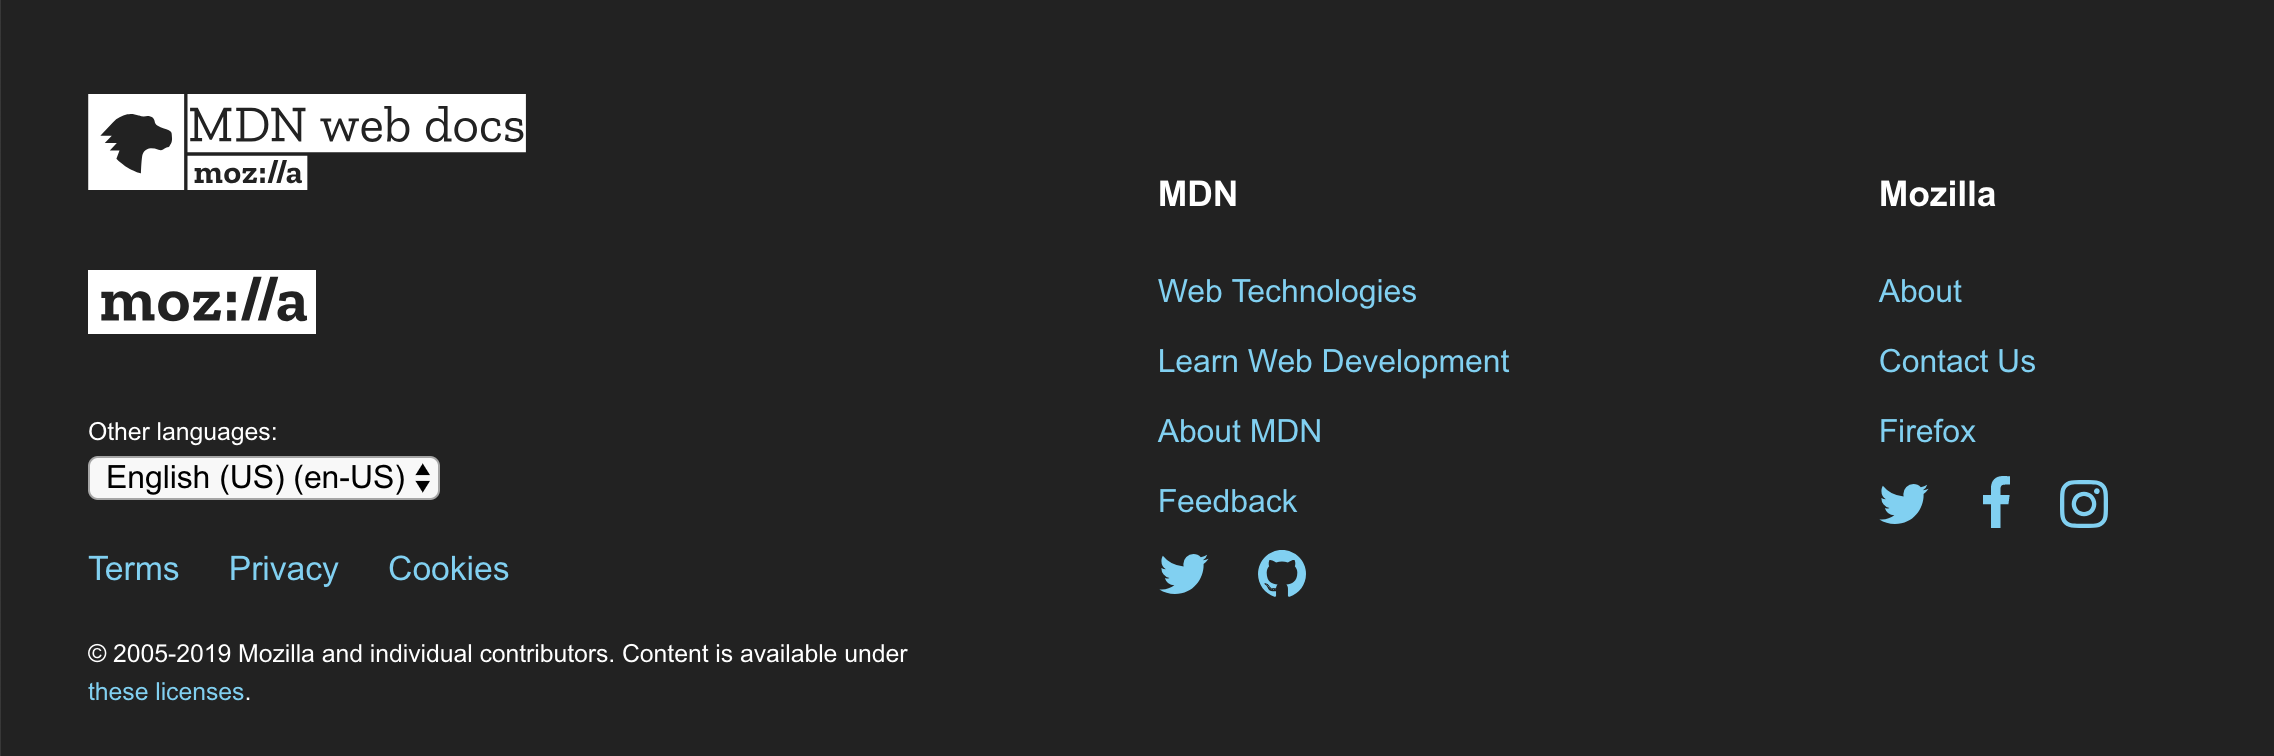 MDN web docs
moz://a
moz://a
Other languages:
English (US) (en-US)
Terms Privacy Cookies
© 2005-2019 Mozilla and individual contributors. Content is available under
these licenses.
MDN
Web Technologies
Learn Web Development
About MDN
Feedback
Mozilla
About
Contact Us
Firefox